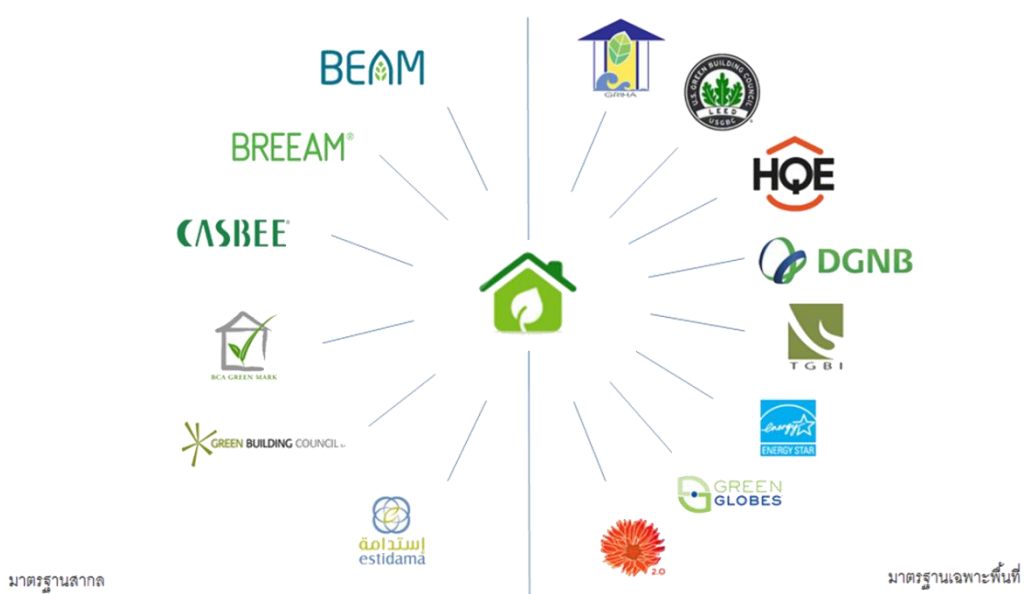 BEAM
BREEAM®
CASBEE®
BCA GREEN MARK
GREEN BUILDING COUNCIL
إستدامة
estidama
มาตรฐานสากล
GRIHA
U.S. GREEN BUILDING COUNCIL
LEED
USGBC
HQE
DGNB
TGBI
energy
ENERGY STAR
GREEN
GLOBES
2.0
มาตรฐานเฉพาะพื้นที่